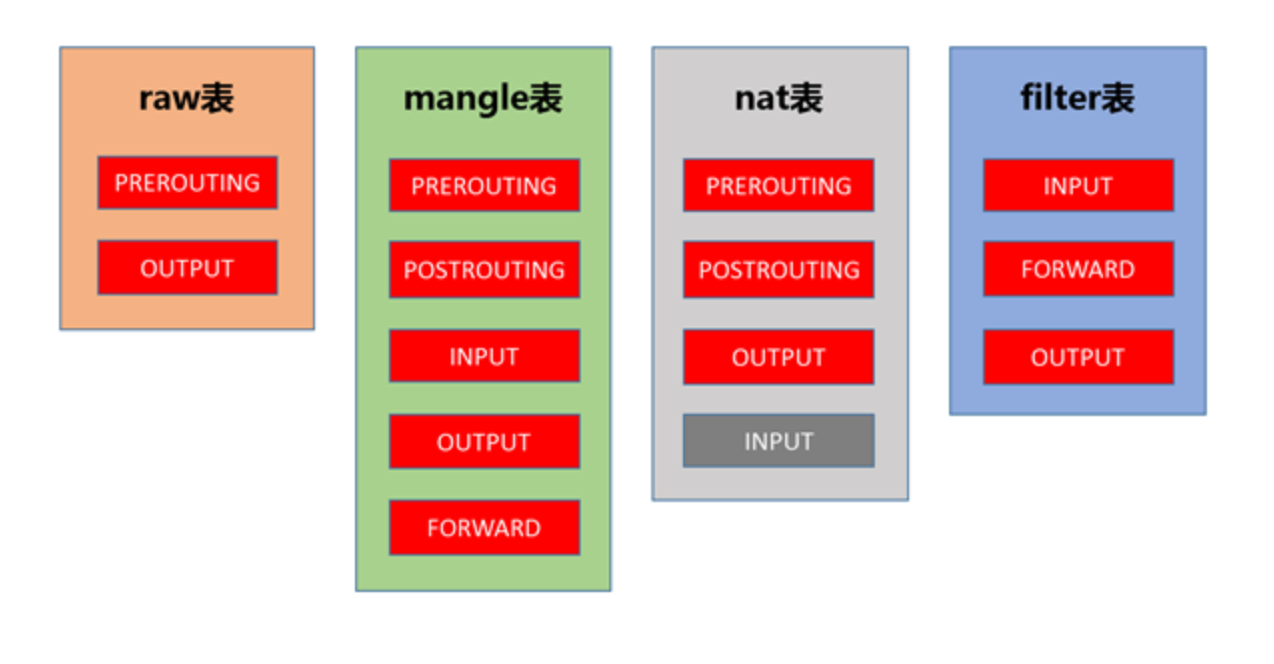 raw表
PREROUTING
OUTPUT
mangle表
PREROUTING
POSTROUTING
INPUT
OUTPUT
FORWARD
nat表
PREROUTING
POSTROUTING
OUTPUT
INPUT
filter表
INPUT
FORWARD
OUTPUT